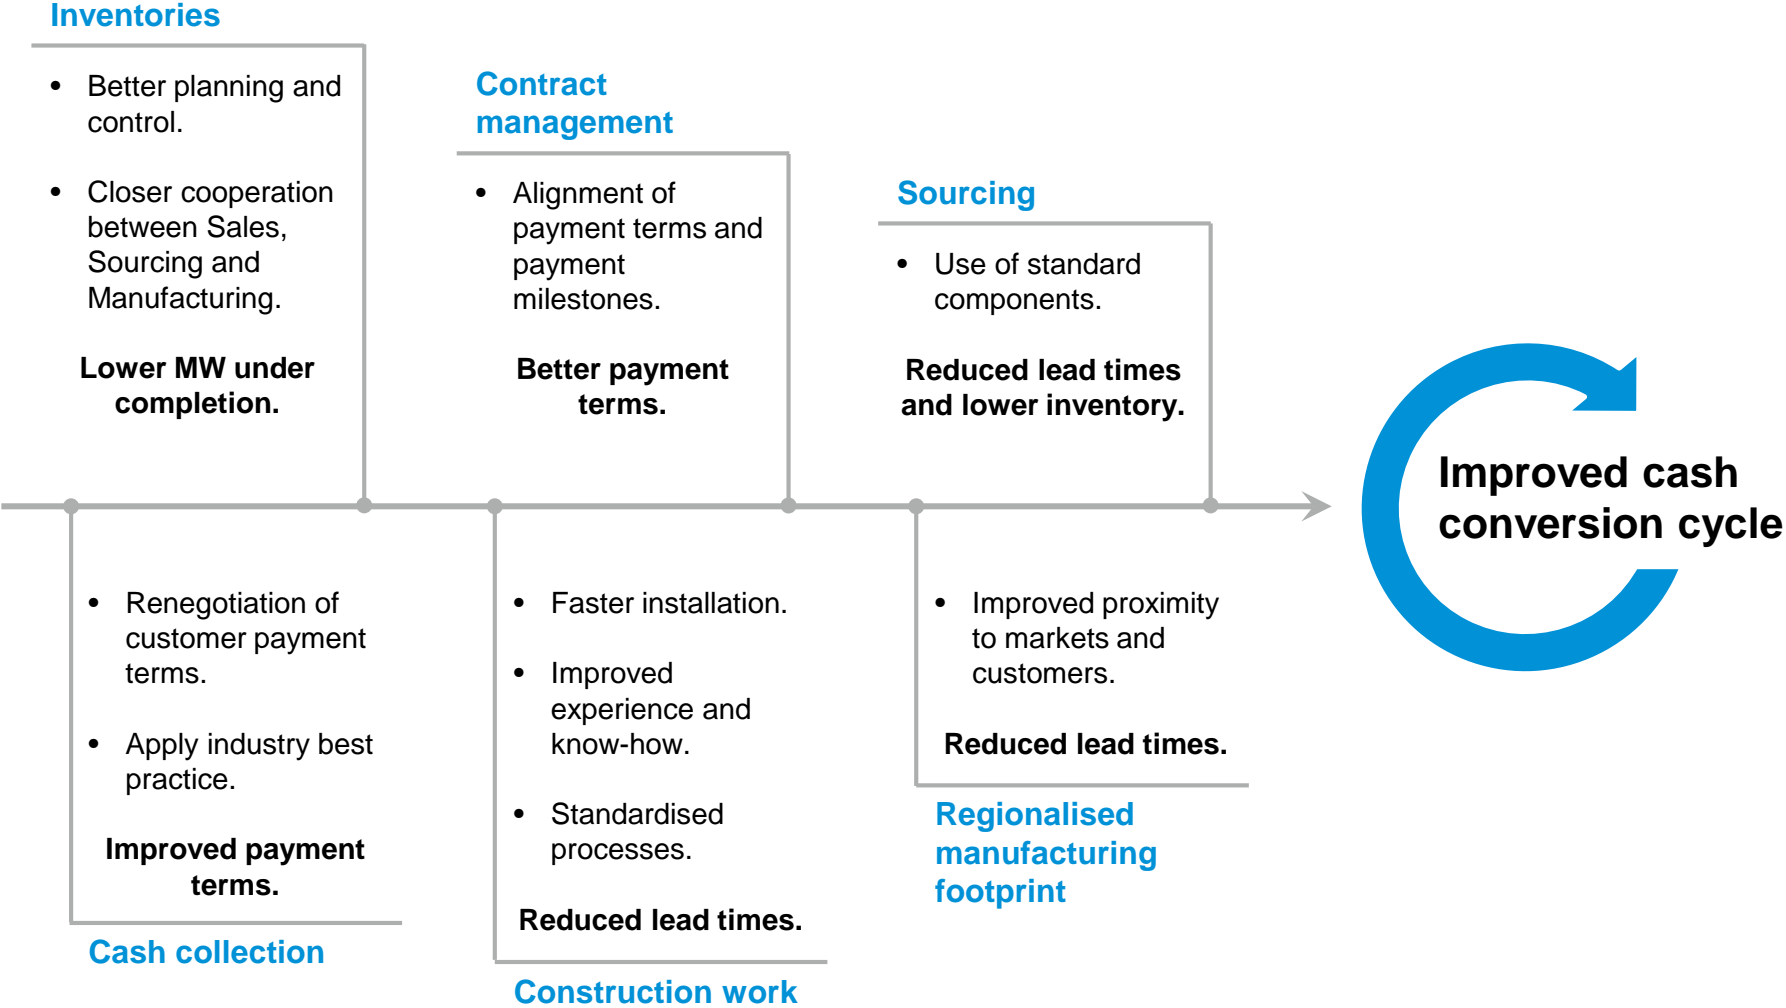 Inventories
• Better planning and
control.
• Closer cooperation
between Sales,
Sourcing and
Manufacturing.
Lower MW under
completion.
Contract
management
• Alignment of
payment terms and
payment
milestones.
Better payment
terms.
Sourcing
• Use of standard
components.
Reduced lead times
and lower inventory.
Improved cash
conversion cycle
• Renegotiation of
customer payment
terms.
• Apply industry best
practice.
Improved payment
terms.
Cash collection
• Faster installation.
• Improved
experience and
know-how.
• Standardised
processes.
Reduced lead times.
Construction work
• Improved proximity
to markets and
customers.
Reduced lead times.
Regionalised
manufacturing
footprint